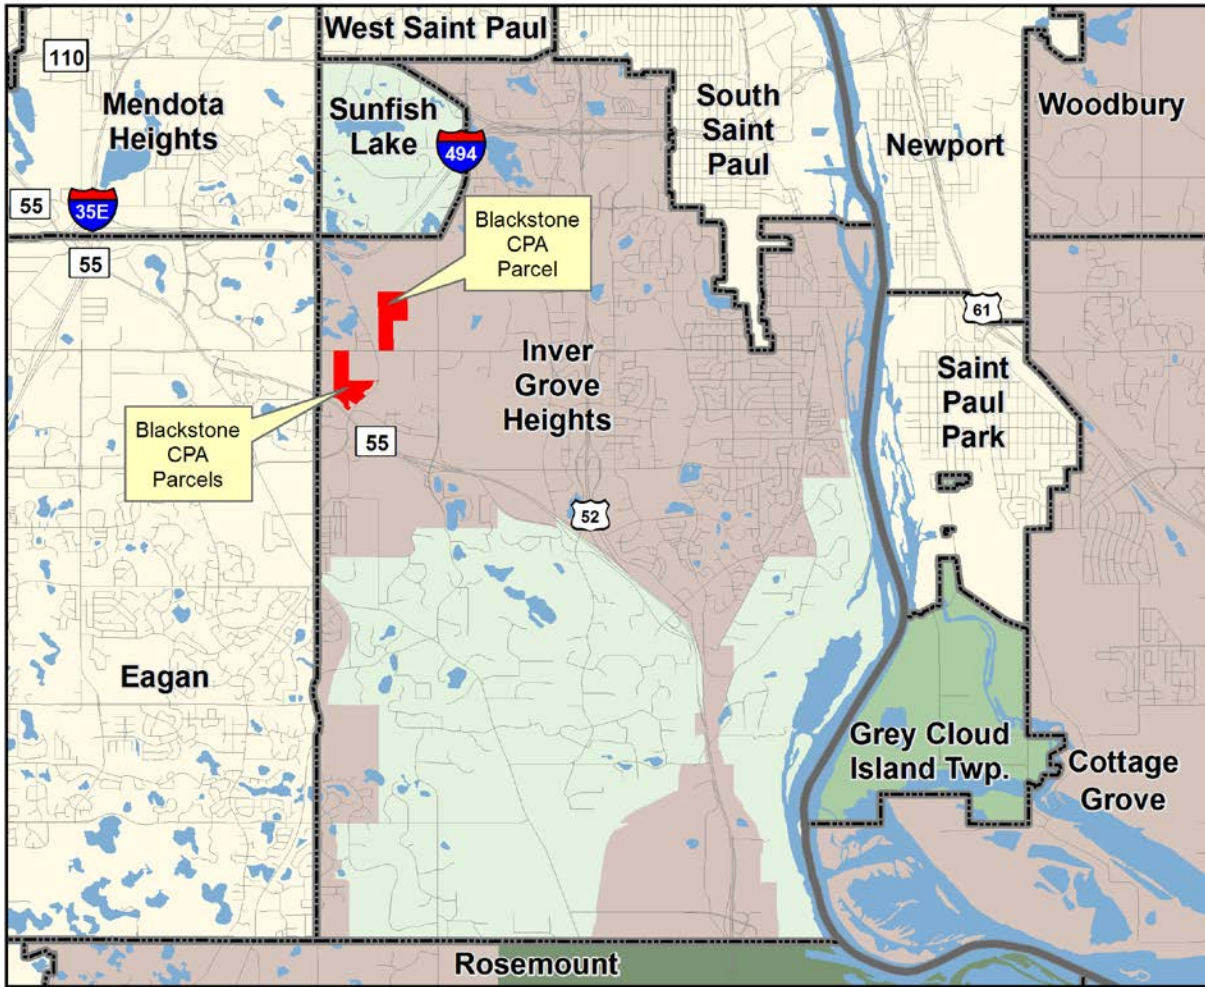 West Saint Paul
110
Mendota
Heights
Sunfish
Lake
494
South
Saint
Paul
Newport
Woodbury
55
35E
55
Blackstone
CPA
Parcel
61
Inver
Grove
Heights
Saint
Paul
Park
Blackstone
CPA
Parcels
55
52
Eagan
Grey Cloud
Island Twp.
Cottage
Grove
Rosemount